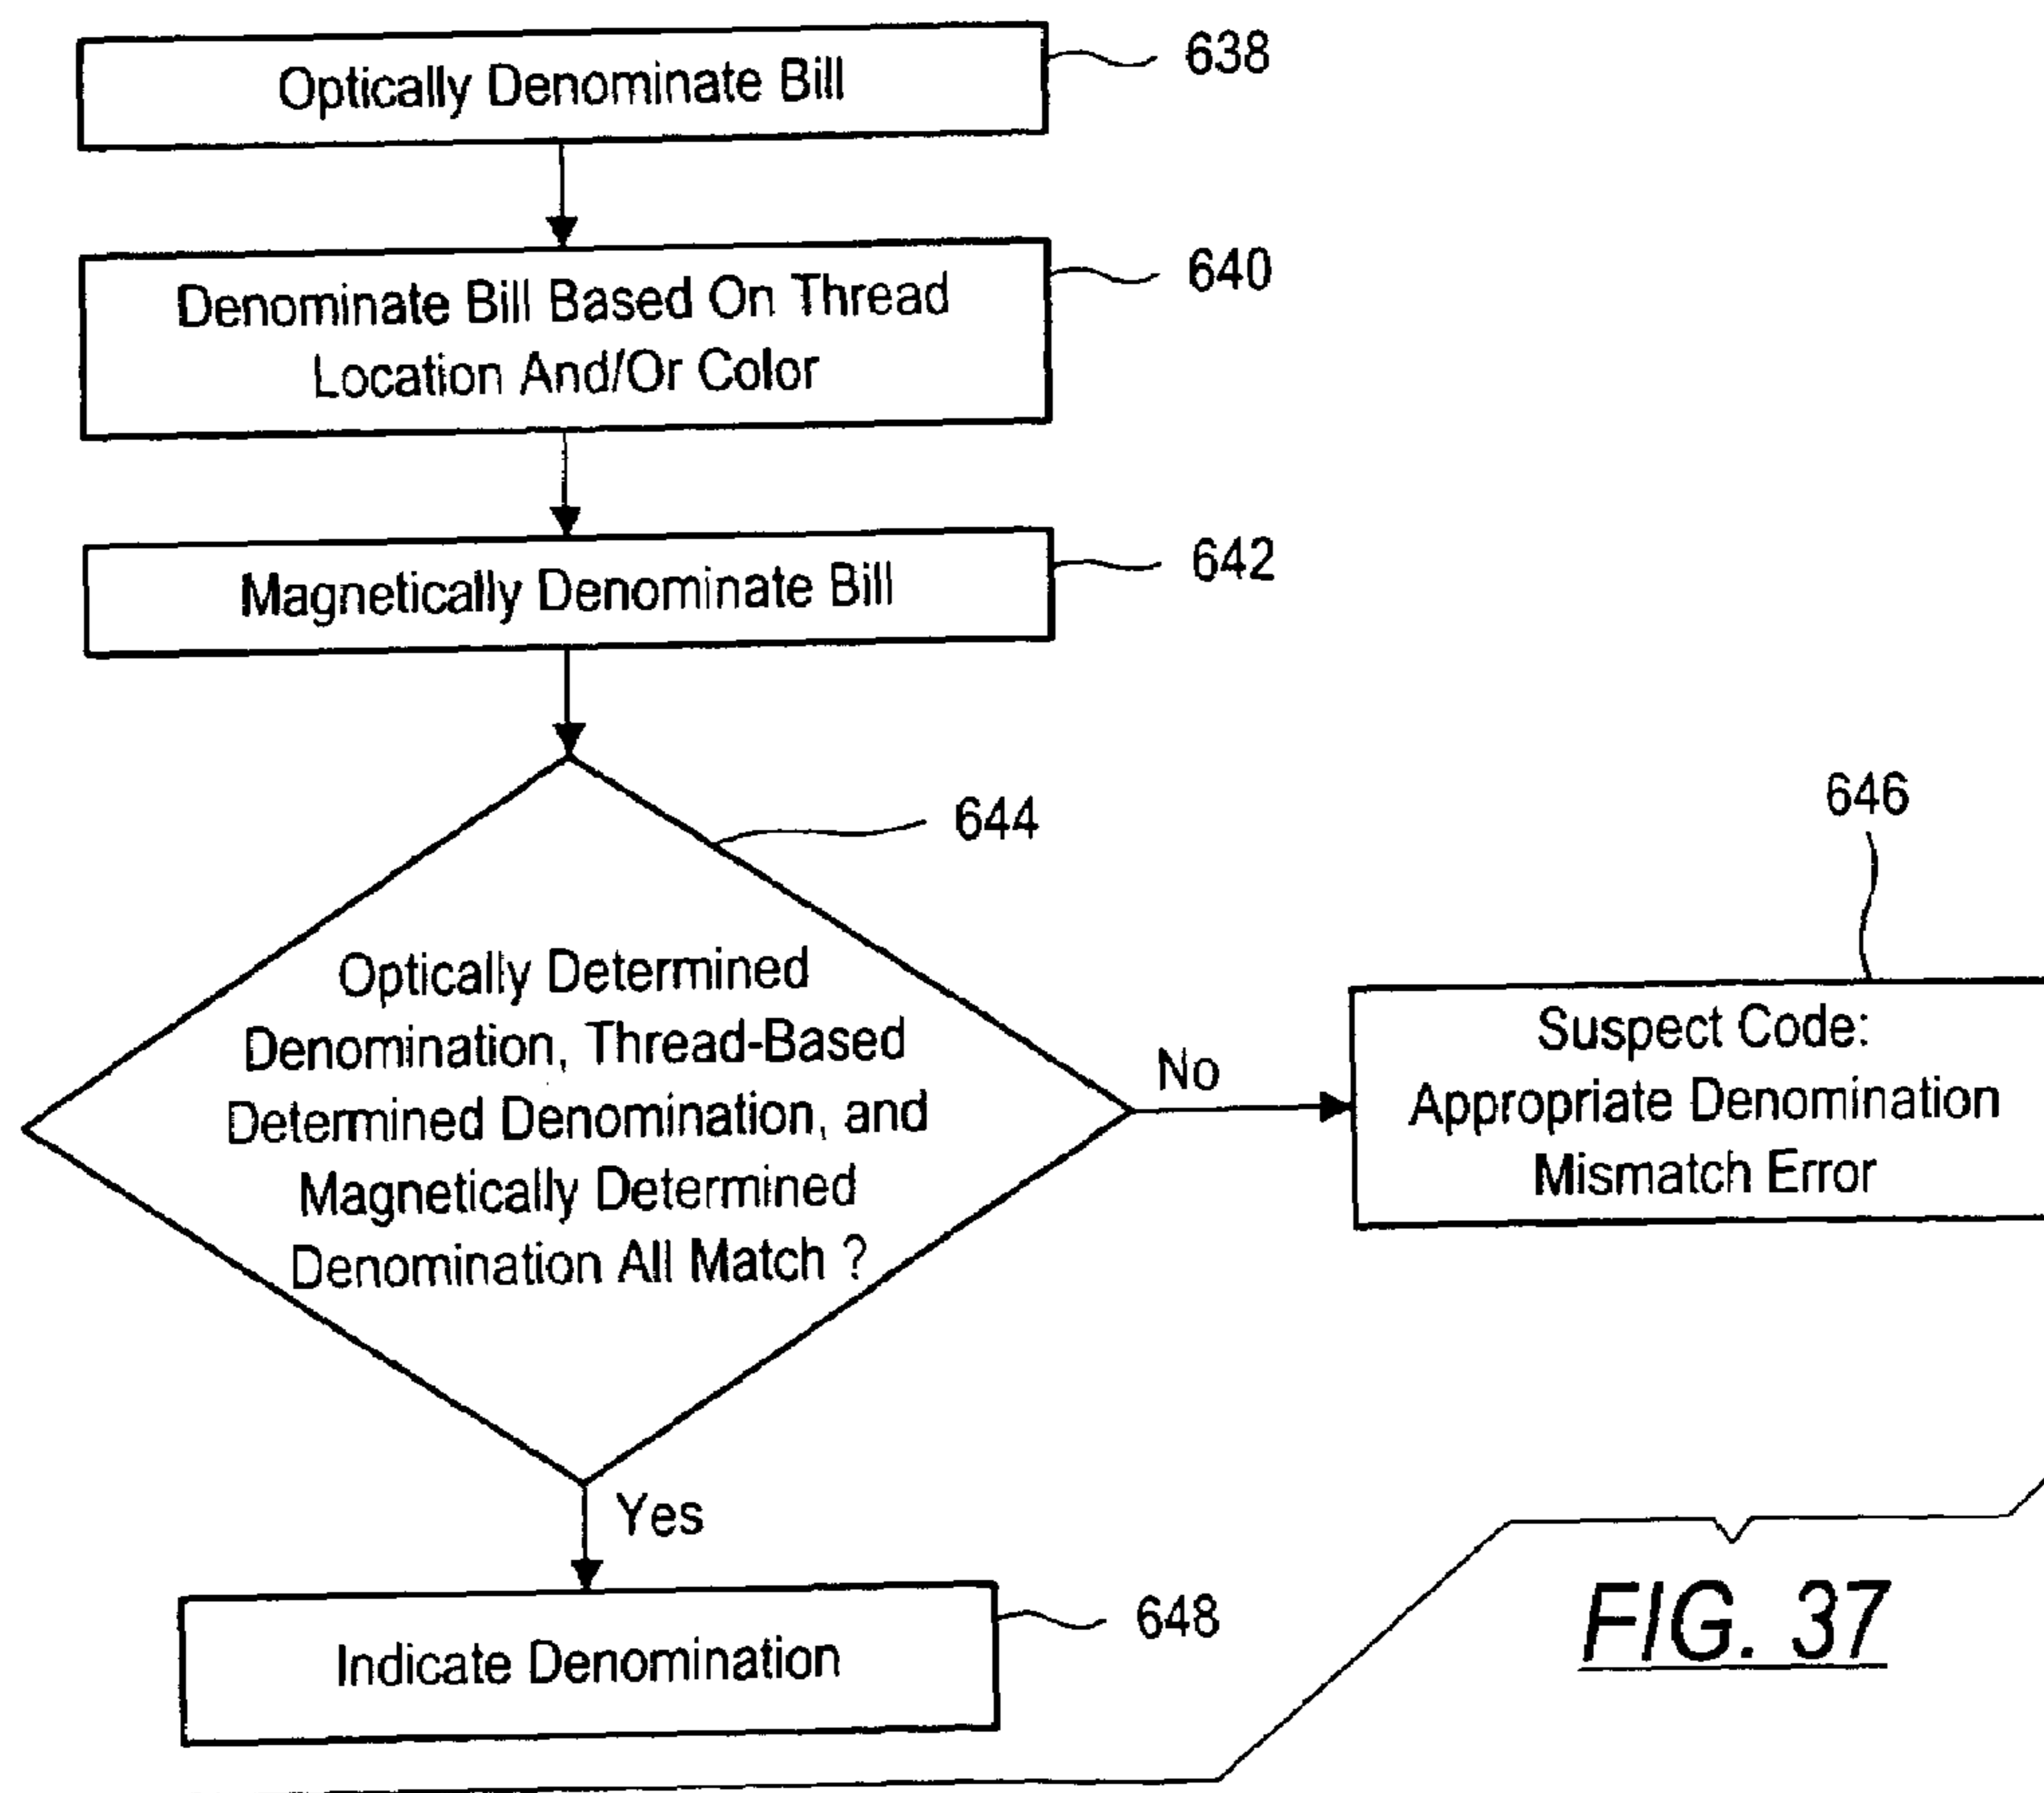 Optically Denominate Bill
638
Denominate Bill Based On Thread
Location And/Or Color
640
Magnetically Denominate Bill
642
644
Optically Determined
Denomination, Thread-Based
Determined Denomination, and
Magnetically Determined
Denomination All Match ?
No
646
Suspect Code:
Appropriate Denomination
Mismatch Error
Yes
Indicate Denomination
648
FIG. 37